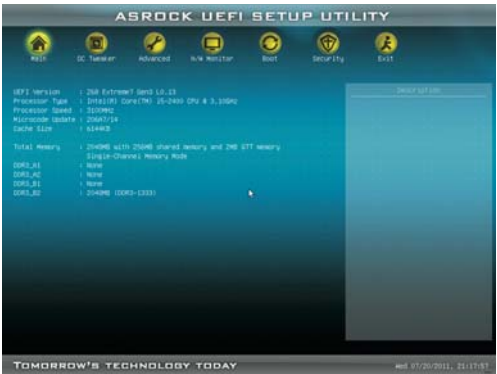 ASROCK UEFI SETUP UTILITY
Main
OC Tweaker
Advanced
H/W Monitor
Boot
Security
Exit
UEFI Version : Z68 Extreme7 Gen3 L0.13
Processor Type : Intel(R) Core(TM) i5-2400 CPU @ 3.10GHz
Processor Speed : 3100MHz
Microcode Update : 206A7/14
Cache Size : 6144KB
Total Memory : 2048MB with 256MB shared memory and 2MB GTT memory
Single-Channel Memory Mode
DDR3_A1 : None
DDR3_A2 : None
DDR3_B1 : None
DDR3_B2 : 2048MB (DDR3-1333)
Description
TOMORROW'S TECHNOLOGY TODAY
Wed 07/20/2011, 21:17:57